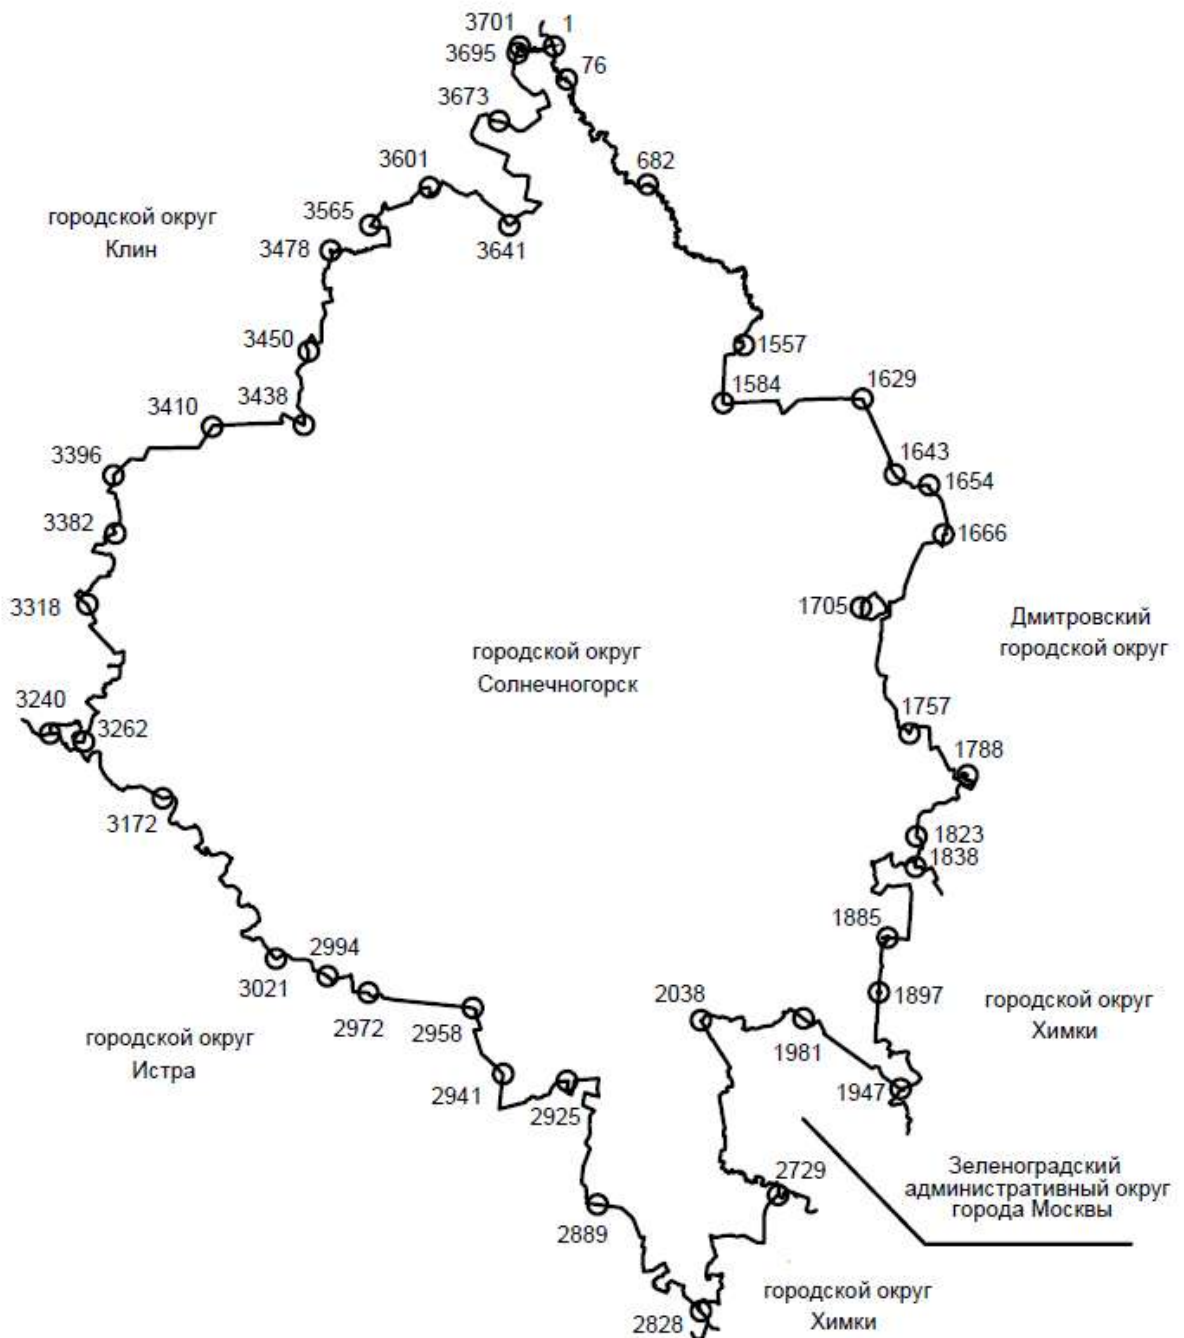 3701
1
3695
76
3673
682
3601
городской округ
Клин
3565
3478
3641
3450
1557
1584
1629
3438
3410
3396
1643
1654
3382
1666
3318
1705
Дмитровский
городской округ
городской округ
Солнечногорск
3240
3262
1757
1788
3172
1823
1838
1885
2994
3021
2972
2958
2038
1897
городской округ
Химки
1981
городской округ
Истра
2941
2925
1947
2729
Зеленоградский
административный округ
города Москвы
2889
городской округ
Химки
2828